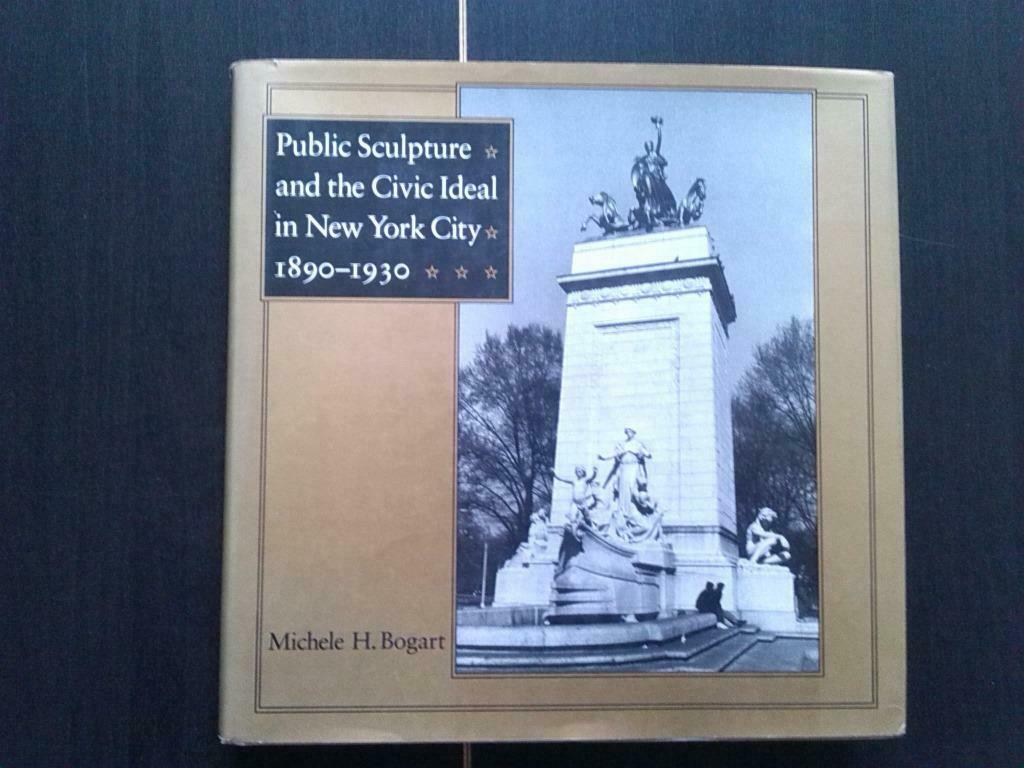 Public Sculpture ☆
and the Civic Ideal
in New York City ☆
1890–1930 ☆ ☆ ☆
Michele H. Bogart